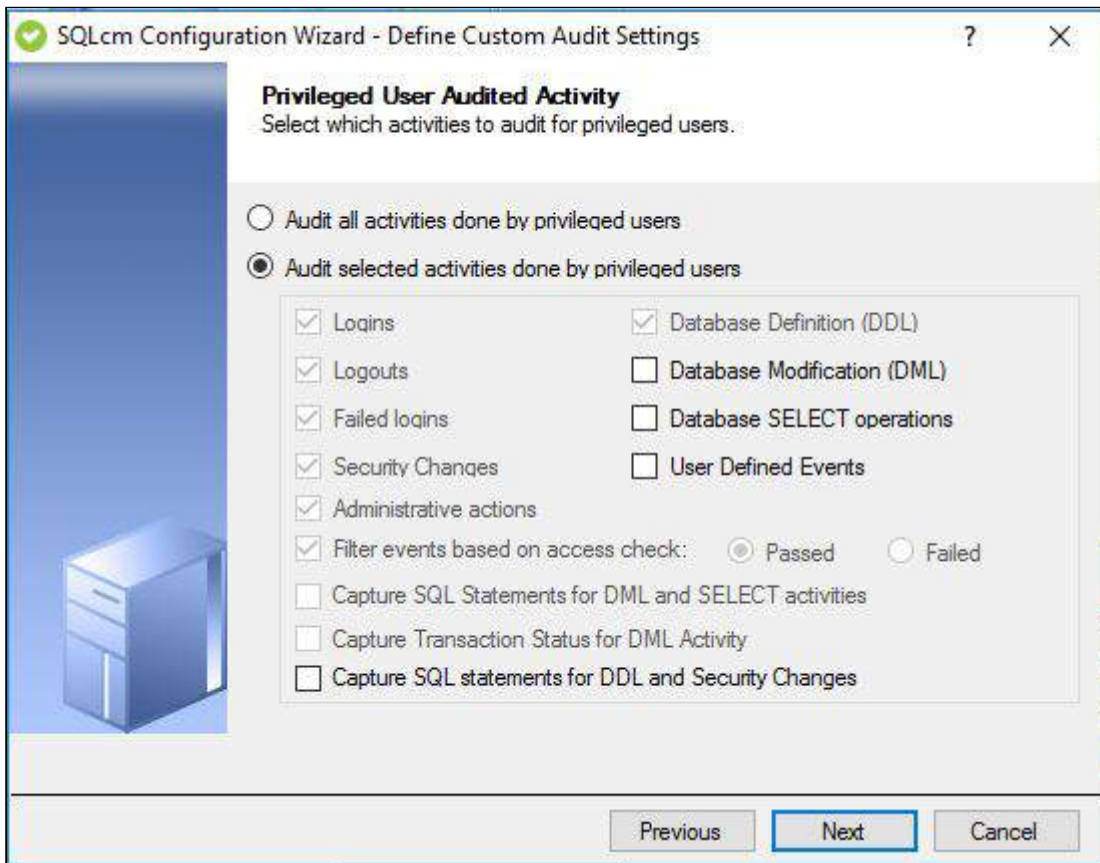 SQLcm Configuration Wizard - Define Custom Audit Settings
?
Privileged User Audited Activity
Select which activities to audit for privileged users.
Audit all activities done by privileged users
Audit selected activities done by privileged users
Logins
Database Definition (DDL)
Logouts
Database Modification (DML)
Failed logins
Database SELECT operations
Security Changes
User Defined Events
Administrative actions
Filter events based on access check:
Passed
Failed
Capture SQL Statements for DML and SELECT activities
Capture Transaction Status for DML Activity
Capture SQL statements for DDL and Security Changes
Previous
Next
Cancel